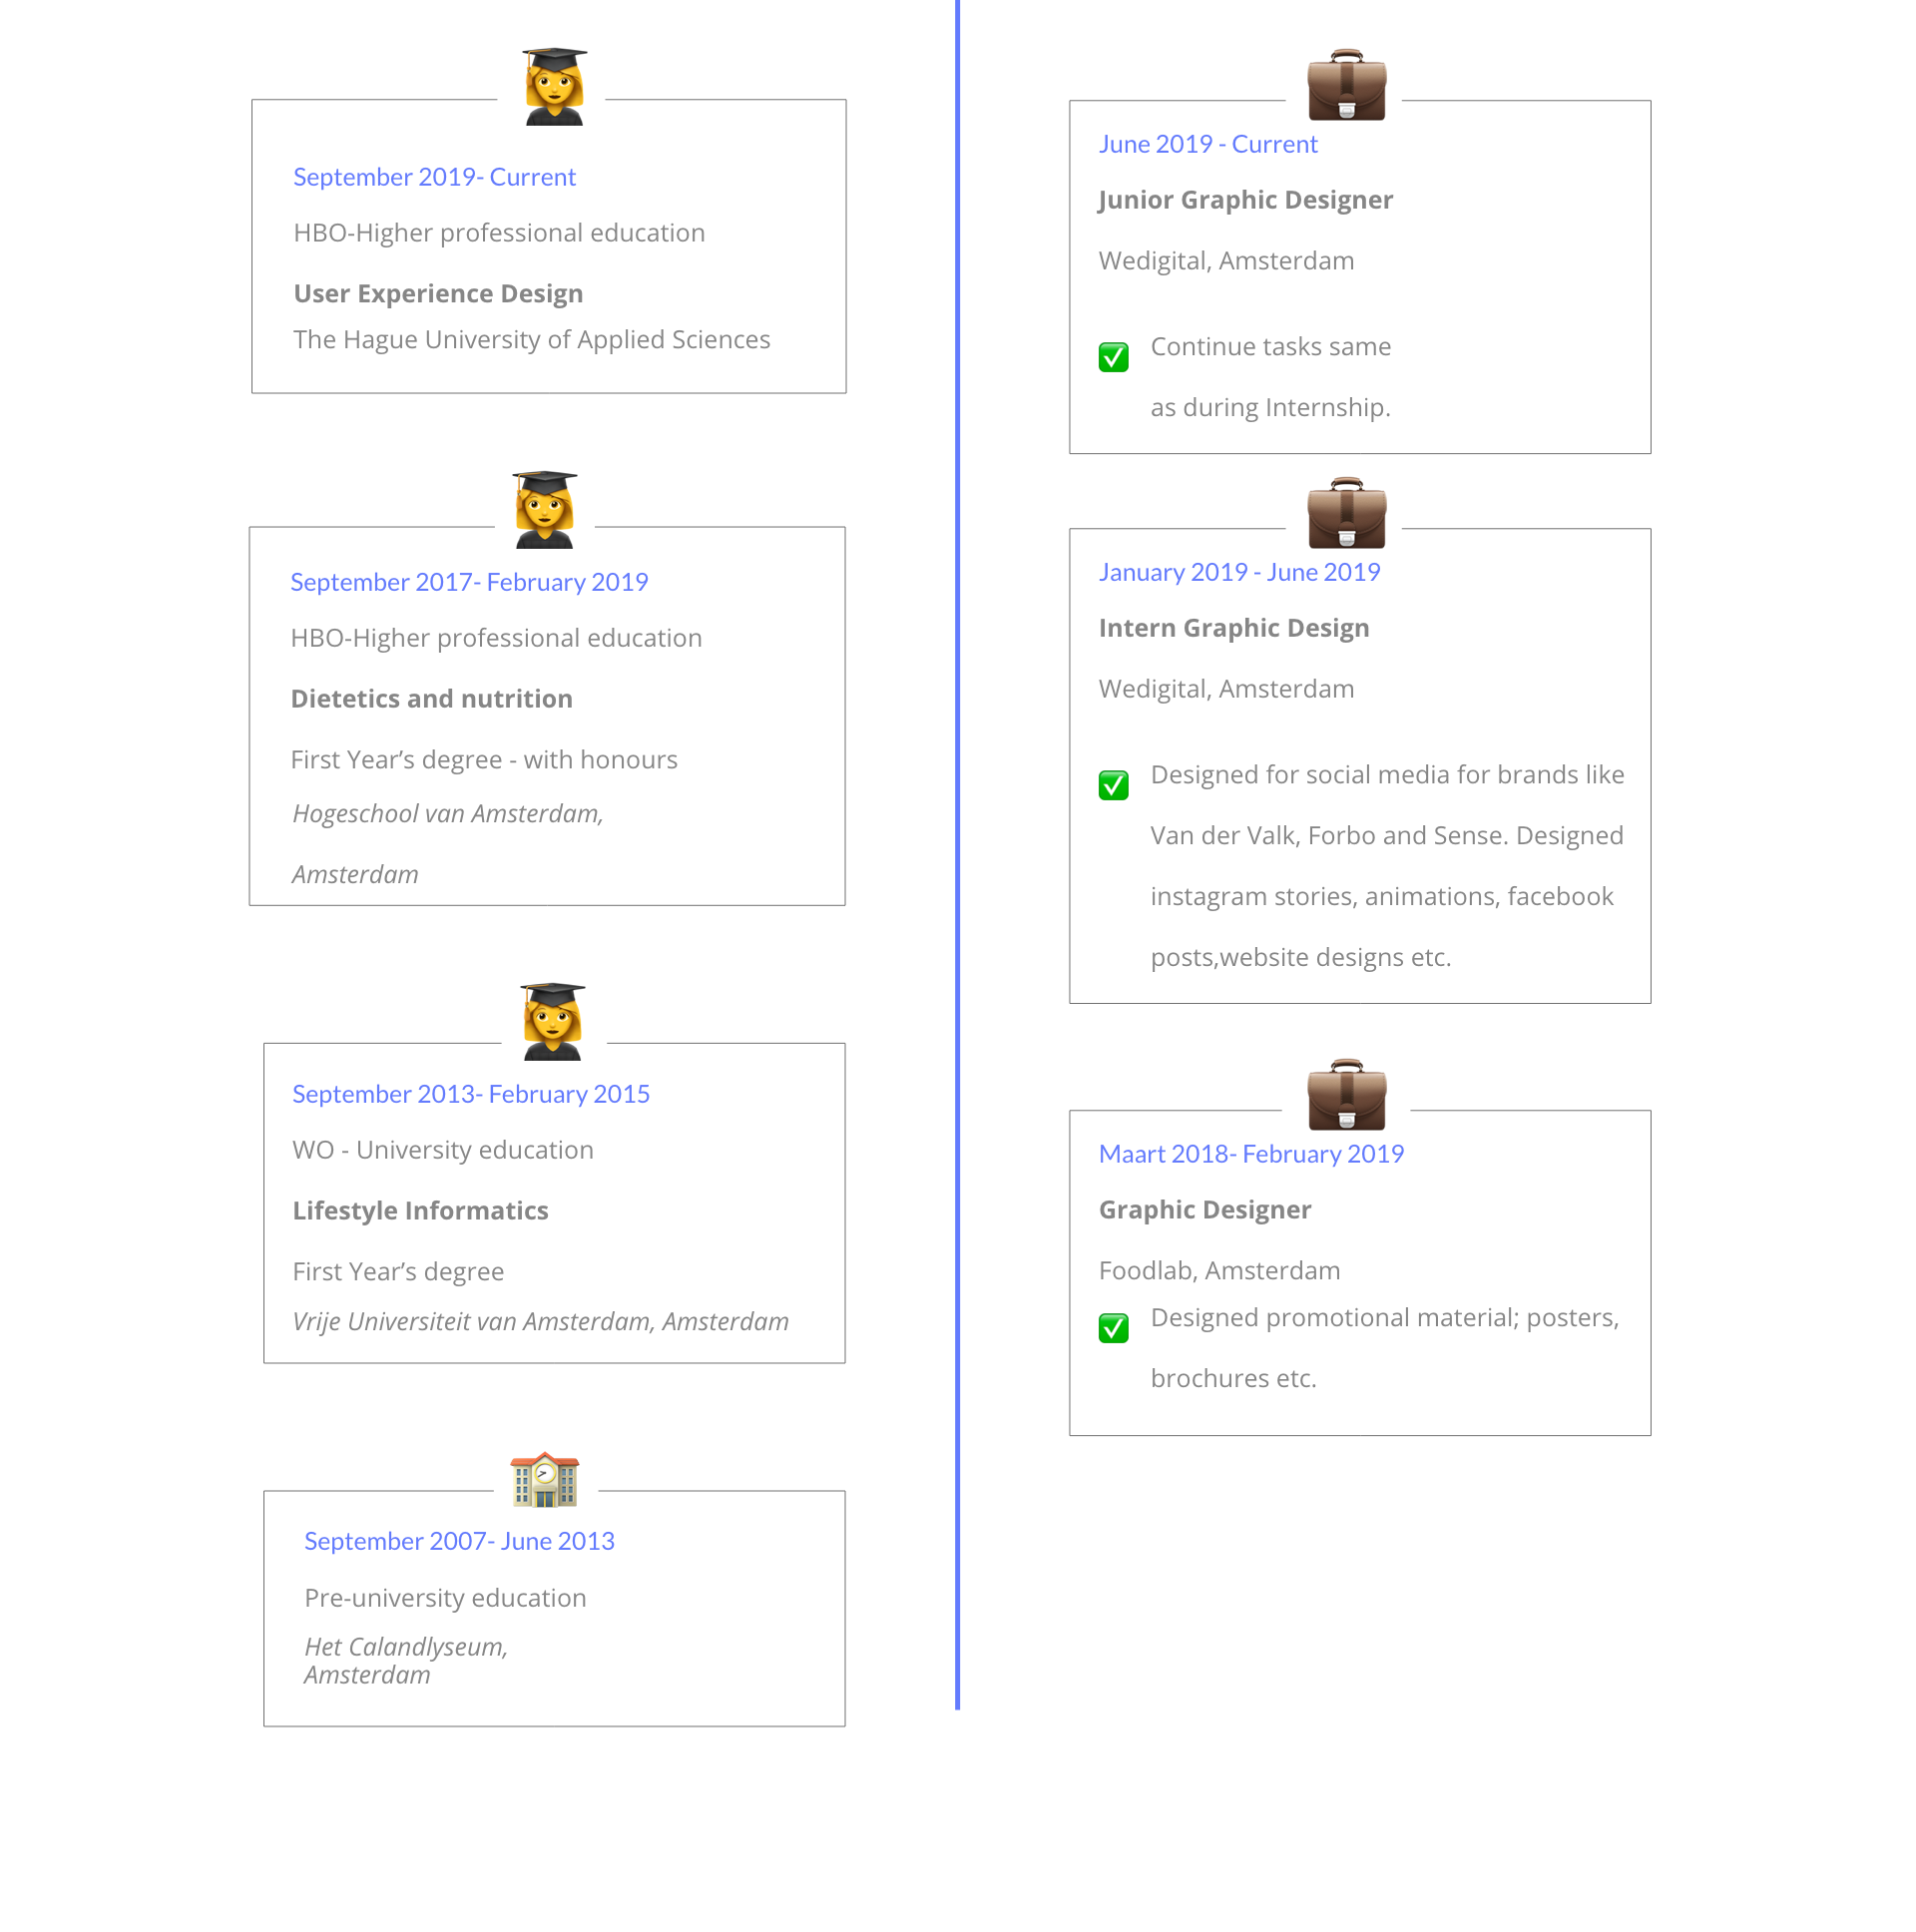 September 2019- Current
HBO-Higher professional education
User Experience Design
The Hague University of Applied Sciences
September 2017- February 2019
HBO-Higher professional education
Dietetics and nutrition
First Year’s degree - with honours
Hogeschool van Amsterdam,
Amsterdam
September 2013- February 2015
WO - University education
Lifestyle Informatics
First Year’s degree
Vrije Universiteit van Amsterdam, Amsterdam
September 2007- June 2013
Pre-university education
Het Calandlyseum,
Amsterdam
June 2019 - Current
Junior Graphic Designer
Wedigital, Amsterdam
Continue tasks same
as during Internship.
January 2019 - June 2019
Intern Graphic Design
Wedigital, Amsterdam
Designed for social media for brands like
Van der Valk, Forbo and Sense. Designed
instagram stories, animations, facebook
posts,website designs etc.
Maart 2018- February 2019
Graphic Designer
Foodlab, Amsterdam
Designed promotional material; posters,
brochures etc.